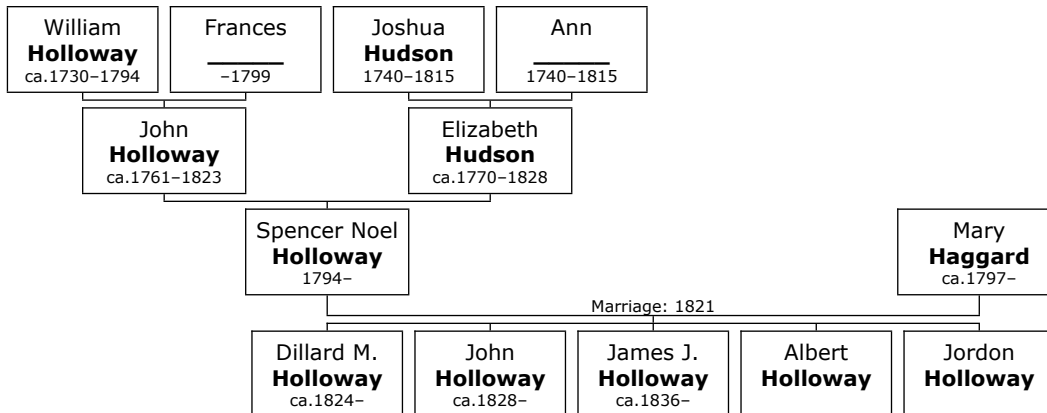 William
Holloway
ca.1730–1794
Frances
_______
–1799
Joshua
Hudson
1740–1815
Ann
_______
1740–1815
John
Holloway
ca.1761–1823
Elizabeth
Hudson
ca.1770–1828
Spencer Noel
Holloway
1794–
Mary
Haggard
ca.1797–
Marriage: 1821
Dillard M.
Holloway
ca.1824–
John
Holloway
ca.1828–
James J.
Holloway
ca.1836–
Albert
Holloway
Jordon
Holloway